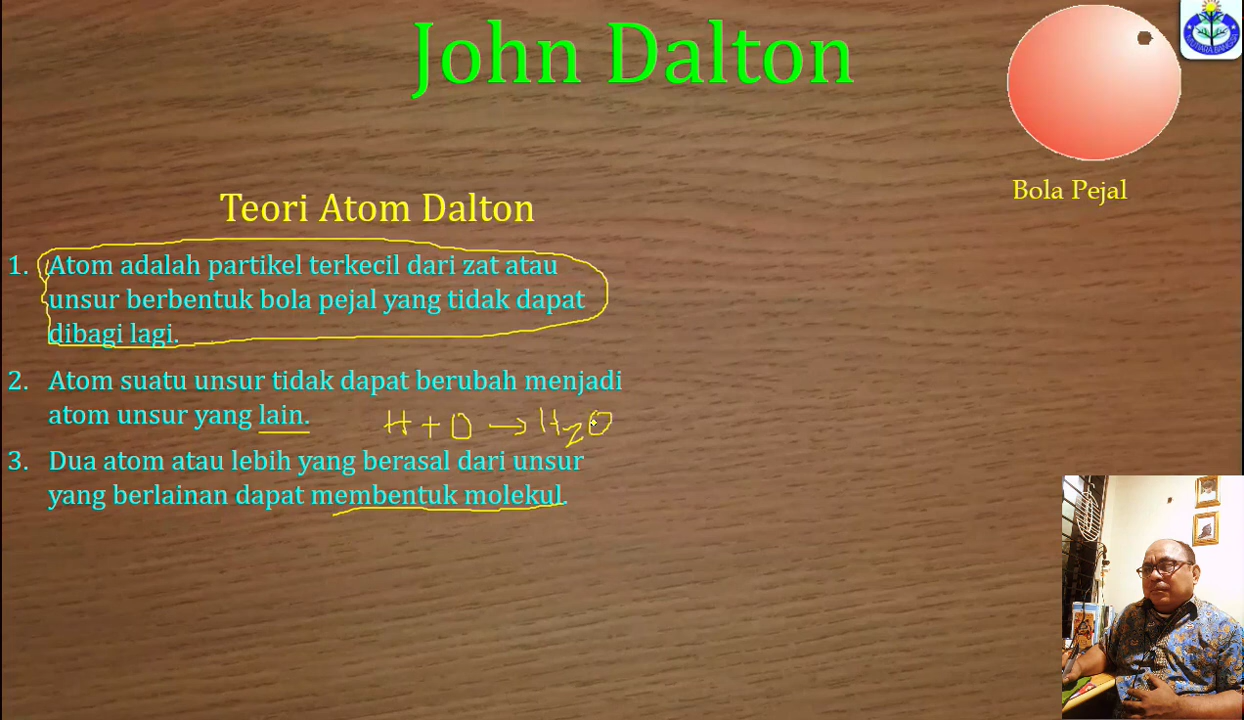 John Dalton
Bola Pejal
Teori Atom Dalton
1. Atom adalah partikel terkecil dari zat atau
unsur berbentuk bola pejal yang tidak dapat
dibagi lagi.
2. Atom suatu unsur tidak dapat berubah menjadi
atom unsur yang lain.
H + O → H2O
3. Dua atom atau lebih yang berasal dari unsur
yang berlainan dapat membentuk molekul.